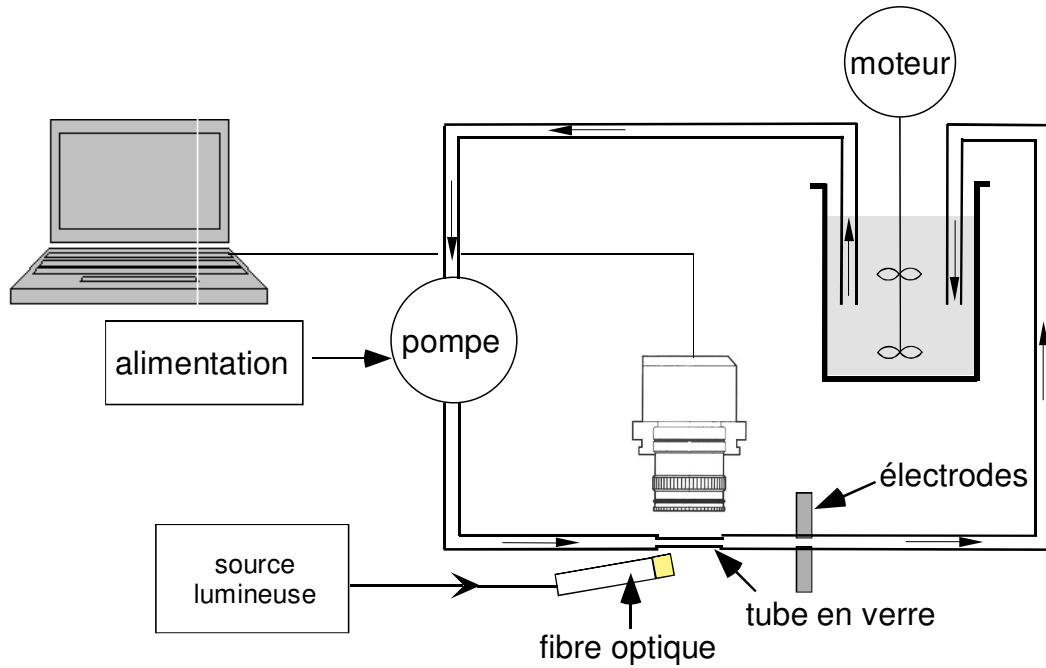 moteur
alimentation
pompe
électrodes
source
lumineuse
tube en verre
fibre optique